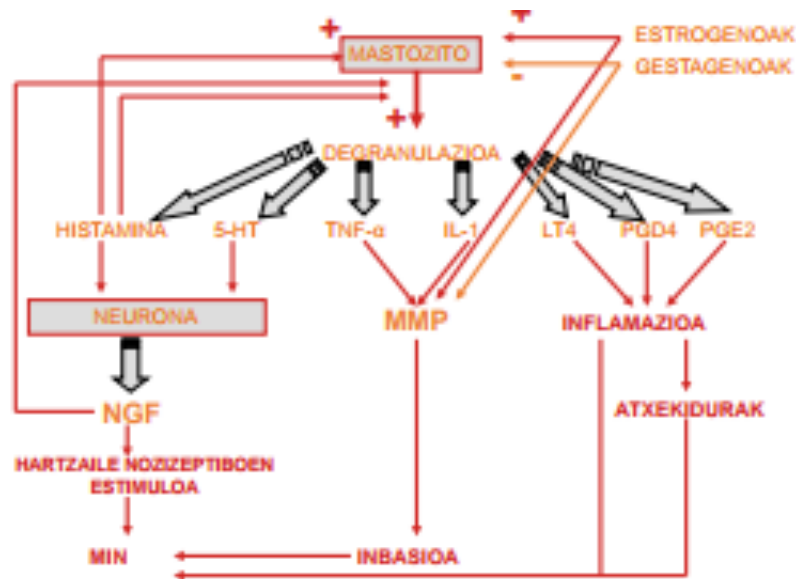 +
+
ESTROGENOAK
MASTOZITO
GESTAGENOAK
-
+
DEGRANULAZIOA
HISTAMINA
5-HT
TNF-α
IL-1
LT4
PGD4
PGE2
NEURONA
MMP
INFLAMAZIOA
NGF
ATXEKIDURAK
HARTZAILE NOZIZEPTIBOEN
ESTIMULOA
MIN
INBASIOA